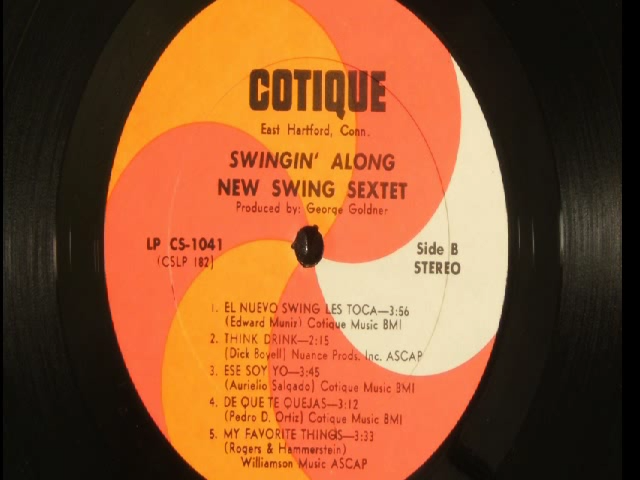 COTIQUE
East Hartford, Conn.
SWINGIN' ALONG
NEW SWING SEXTET
Produced by: George Goldner
LP CS-1041
(CSLP 182)
Side B
STEREO
1. EL NUEVO SWING LES TOCA—3:56
(Edward Muniz) Cotique Music BMI
2. THINK DRINK—2:15
(Dick Boyell) Nuance Prods. Inc. ASCAP
3. ESE SOY YO—3:45
(Aurielio Salgado) Cotique Music BMI
4. DE QUE TE QUEJAS—3:12
(Pedro D. Ortiz) Cotique Music BMI
5. MY FAVORITE THINGS—3:33
(Rogers & Hammerstein)
Williamson Music ASCAP